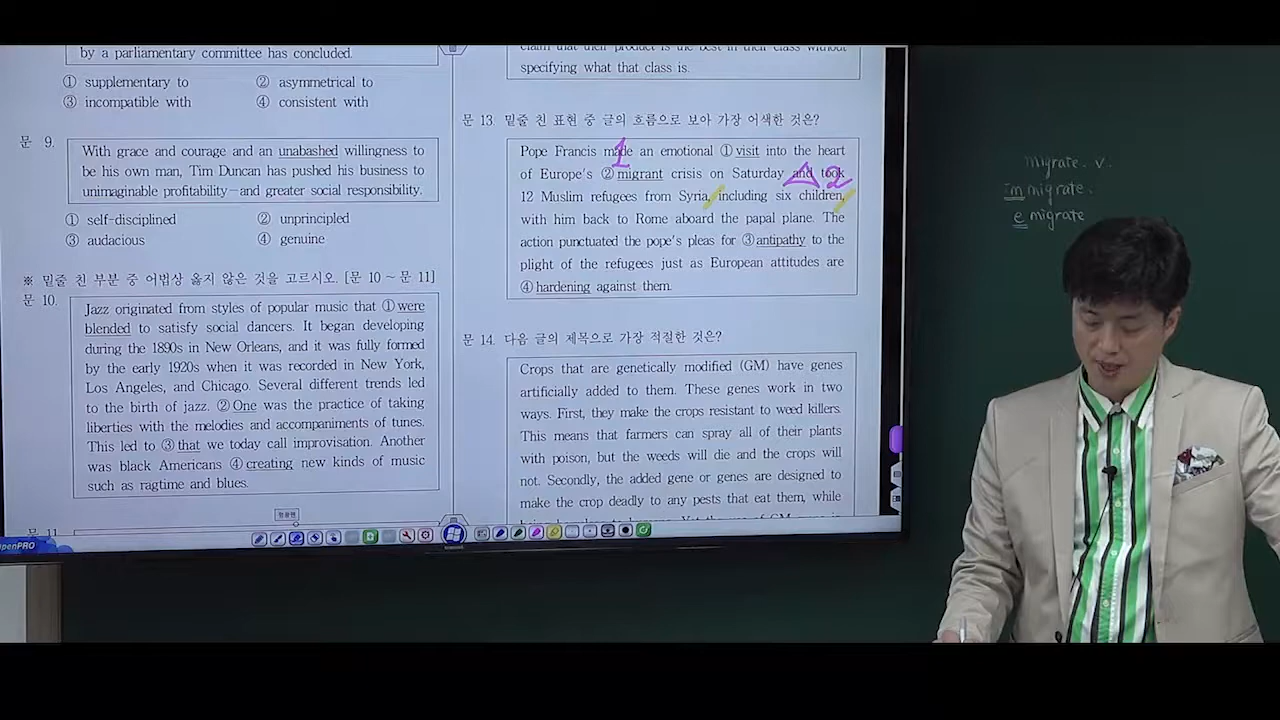 by a parliamentary committee has concluded.
① supplementary to ② asymmetrical to
③ incompatible with ④ consistent with
문 9.
With grace and courage and an unabashed willingness to
be his own man, Tim Duncan has pushed his business to
unimaginable profitability—and greater social responsibility.
① self-disciplined ② unprincipled
③ audacious ④ genuine
※ 밑줄 친 부분 중 어법상 옳지 않은 것을 고르시오. [문 10 ~ 문 11]
문 10.
Jazz originated from styles of popular music that ① were
blended to satisfy social dancers. It began developing
during the 1890s in New Orleans, and it was fully formed
by the early 1920s when it was recorded in New York,
Los Angeles, and Chicago. Several different trends led
to the birth of jazz. ② One was the practice of taking
liberties with the melodies and accompaniments of tunes.
This led to ③ that we today call improvisation. Another
was black Americans ④ creating new kinds of music
such as ragtime and blues.
문 11
claim that their product is the best in their class without
specifying what that class is.
문 13. 밑줄 친 표현 중 글의 흐름으로 보아 가장 어색한 것은?
Pope Francis made an emotional ① visit into the heart
1
of Europe's ② migrant crisis on Saturday and took
2
12 Muslim refugees from Syria, including six children,
with him back to Rome aboard the papal plane. The
action punctuated the pope's pleas for ③ antipathy to the
plight of the refugees just as European attitudes are
④ hardening against them.
문 14. 다음 글의 제목으로 가장 적절한 것은?
Crops that are genetically modified (GM) have genes
artificially added to them. These genes work in two
ways. First, they make the crops resistant to weed killers.
This means that farmers can spray all of their plants
with poison, but the weeds will die and the crops will
not. Secondly, the added gene or genes are designed to
make the crop deadly to any pests that eat them, while
OpenPRO
migrate. v.
immigrate.
emigrate